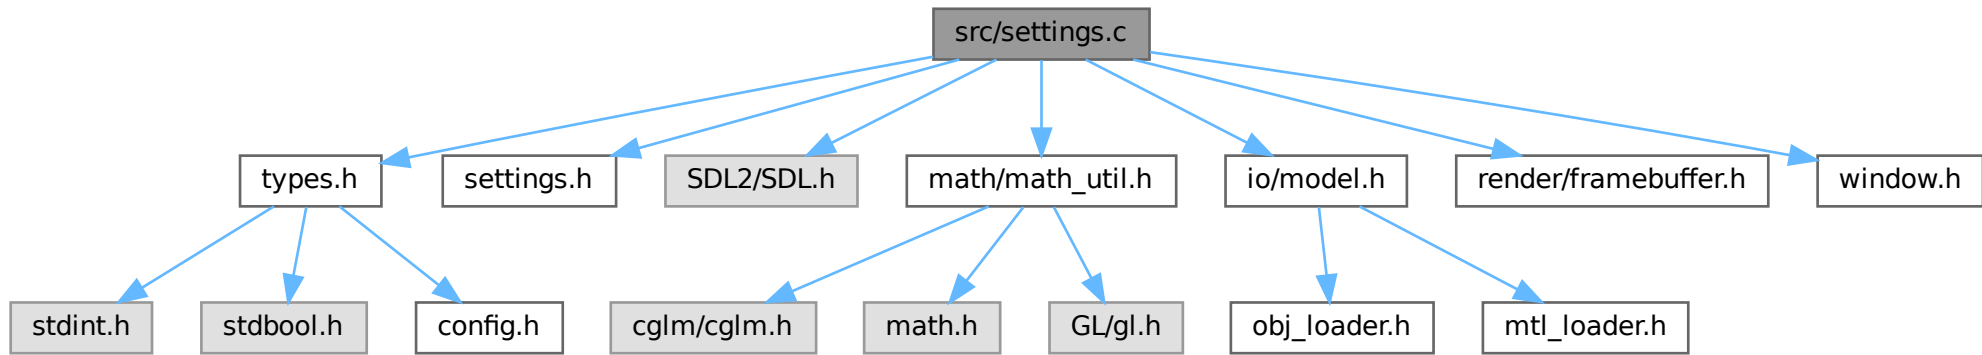 src/settings.c
types.h
settings.h
SDL2/SDL.h
math/math_util.h
io/model.h
render/framebuffer.h
window.h
stdint.h
stdbool.h
config.h
cglm/cglm.h
math.h
GL/gl.h
obj_loader.h
mtl_loader.h